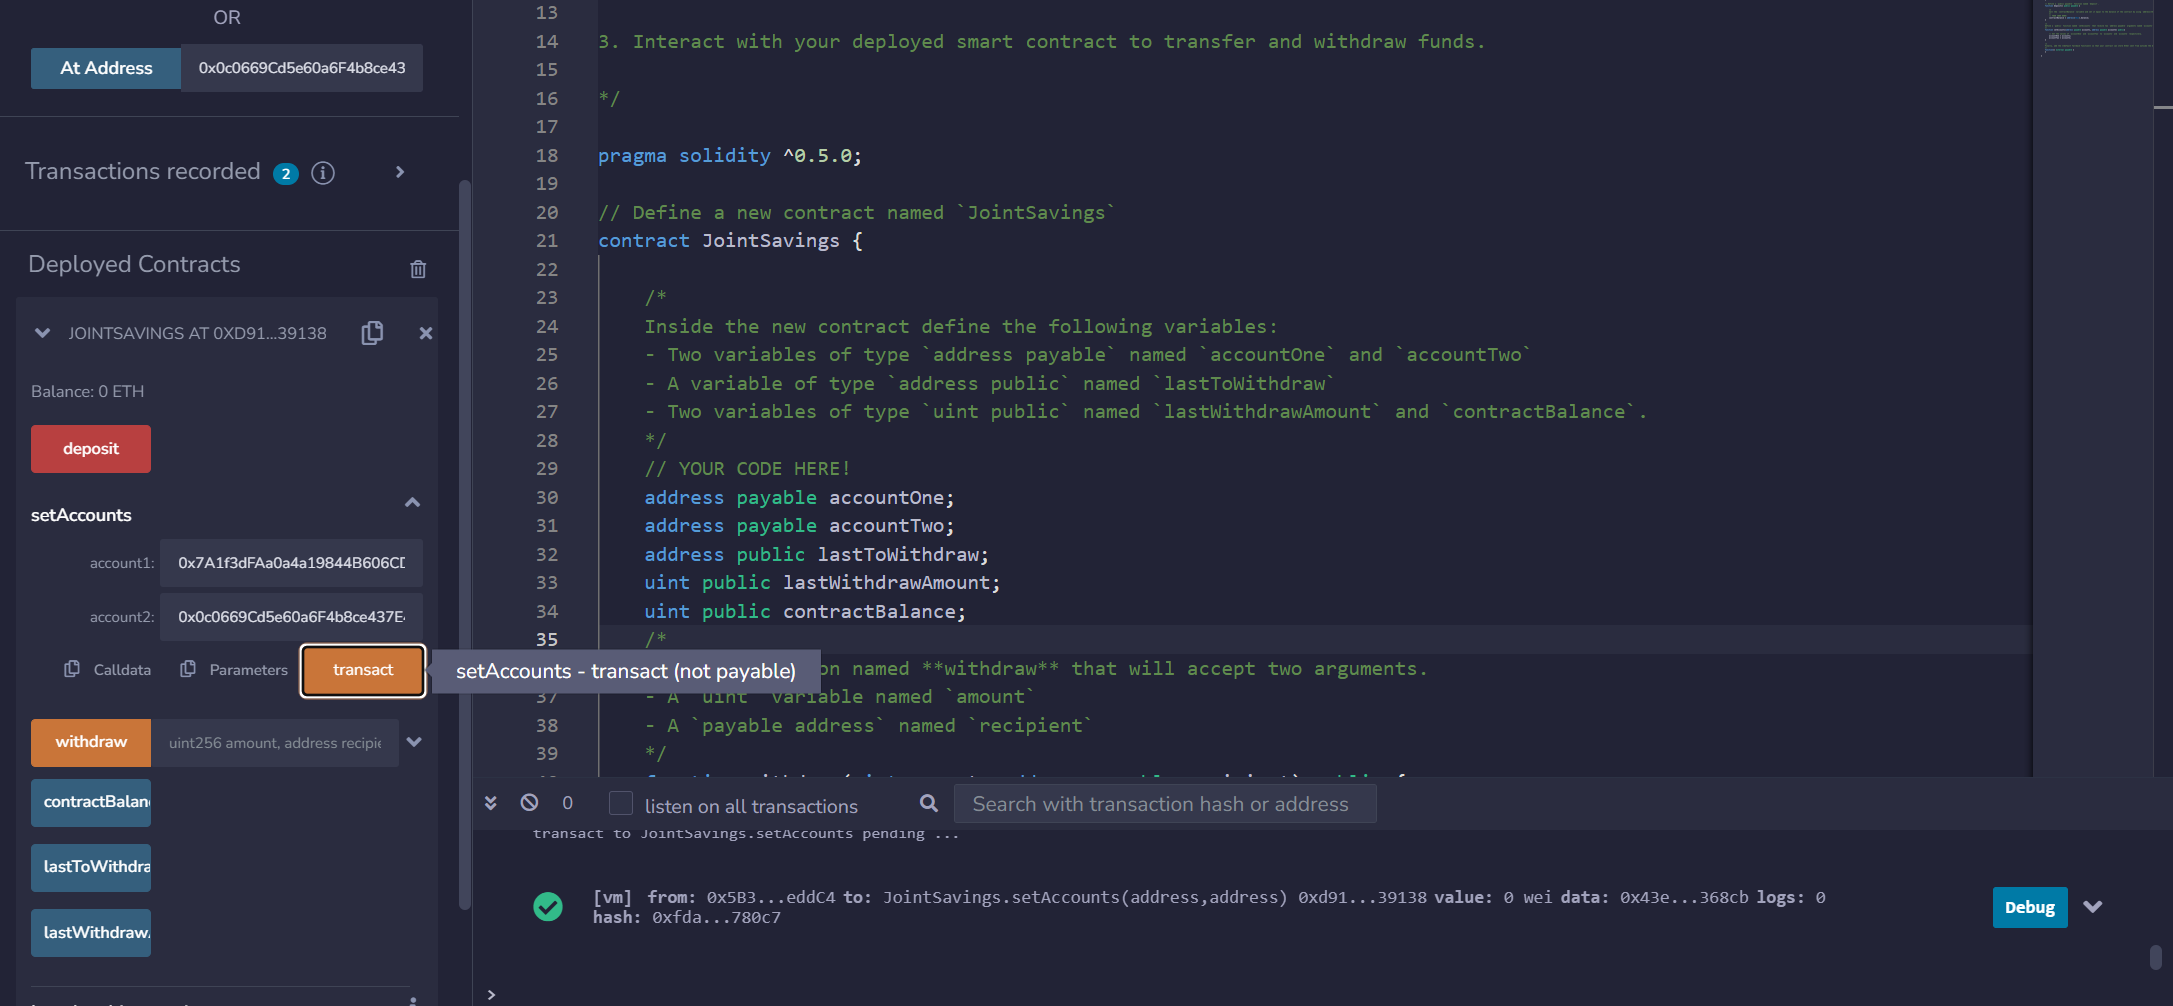 OR
At Address
0x0c0669Cd5e60a6F4b8ce43
Transactions recorded 2 i
Deployed Contracts
JOINTSAVINGS AT 0XD91...39138
Balance: 0 ETH
deposit
setAccounts
account1: 0x7A1f3dFAa0a4a19844B606CD
account2: 0x0c0669Cd5e60a6F4b8ce437E
Calldata
Parameters
transact
setAccounts - transact (not payable)
withdraw
uint256 amount, address recipie
contractBalan
lastToWithdra
lastWithdraw
13
14 3. Interact with your deployed smart contract to transfer and withdraw funds.
15
16 */
17
18 pragma solidity ^0.5.0;
19
20 // Define a new contract named `JointSavings`
21 contract JointSavings {
22
23 /*
24 Inside the new contract define the following variables:
25 - Two variables of type `address payable` named `accountOne` and `accountTwo`
26 - A variable of type `address public` named `lastToWithdraw`
27 - Two variables of type `uint public` named `lastWithdrawAmount` and `contractBalance`.
28 */
29 // YOUR CODE HERE!
30 address payable accountOne;
31 address payable accountTwo;
32 address public lastToWithdraw;
33 uint public lastWithdrawAmount;
34 uint public contractBalance;
35 /*
on named **withdraw** that will accept two arguments.
37 - A `uint` variable named `amount`
38 - A `payable address` named `recipient`
39 */
0
listen on all transactions
Search with transaction hash or address
transact to JointSavings.setAccounts pending ...
[vm] from: 0x5B3...eddC4 to: JointSavings.setAccounts(address,address) 0xd91...39138 value: 0 wei data: 0x43e...368cb logs: 0
hash: 0xfda...780c7
Debug
>